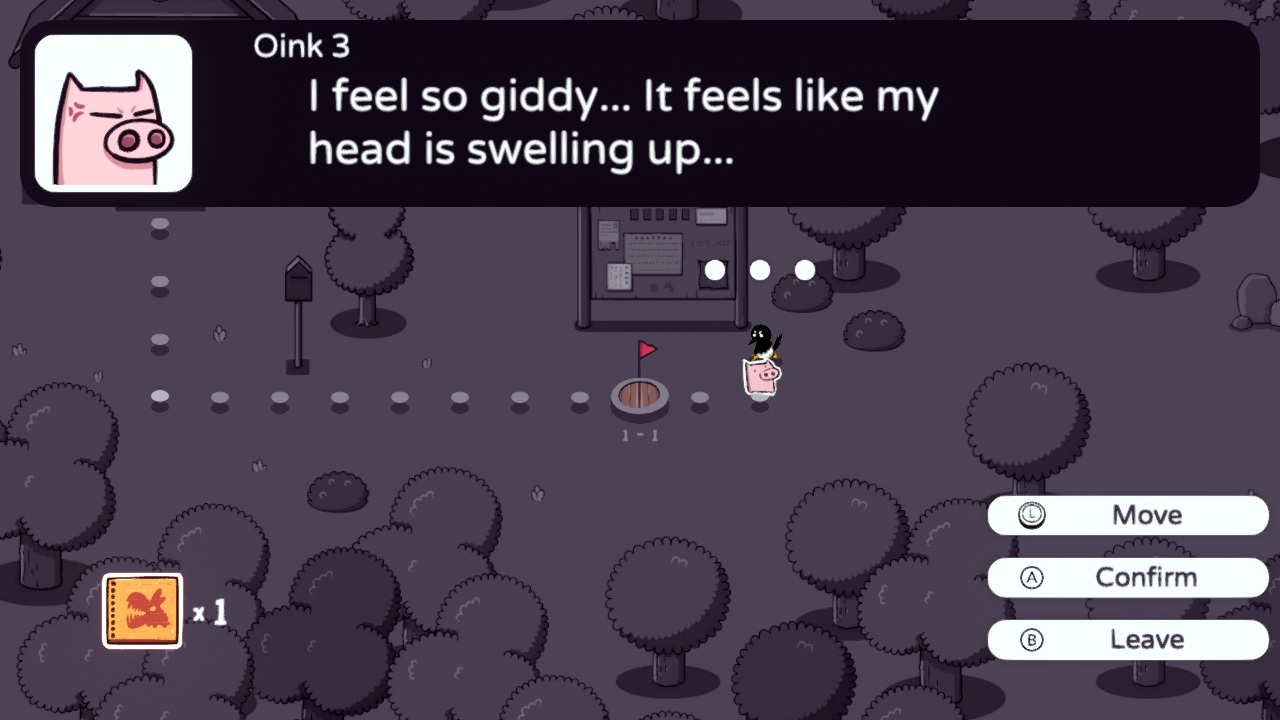 Oink 3
I feel so giddy... It feels like my
head is swelling up...
1 - 1
L Move
A Confirm
B Leave
x 1